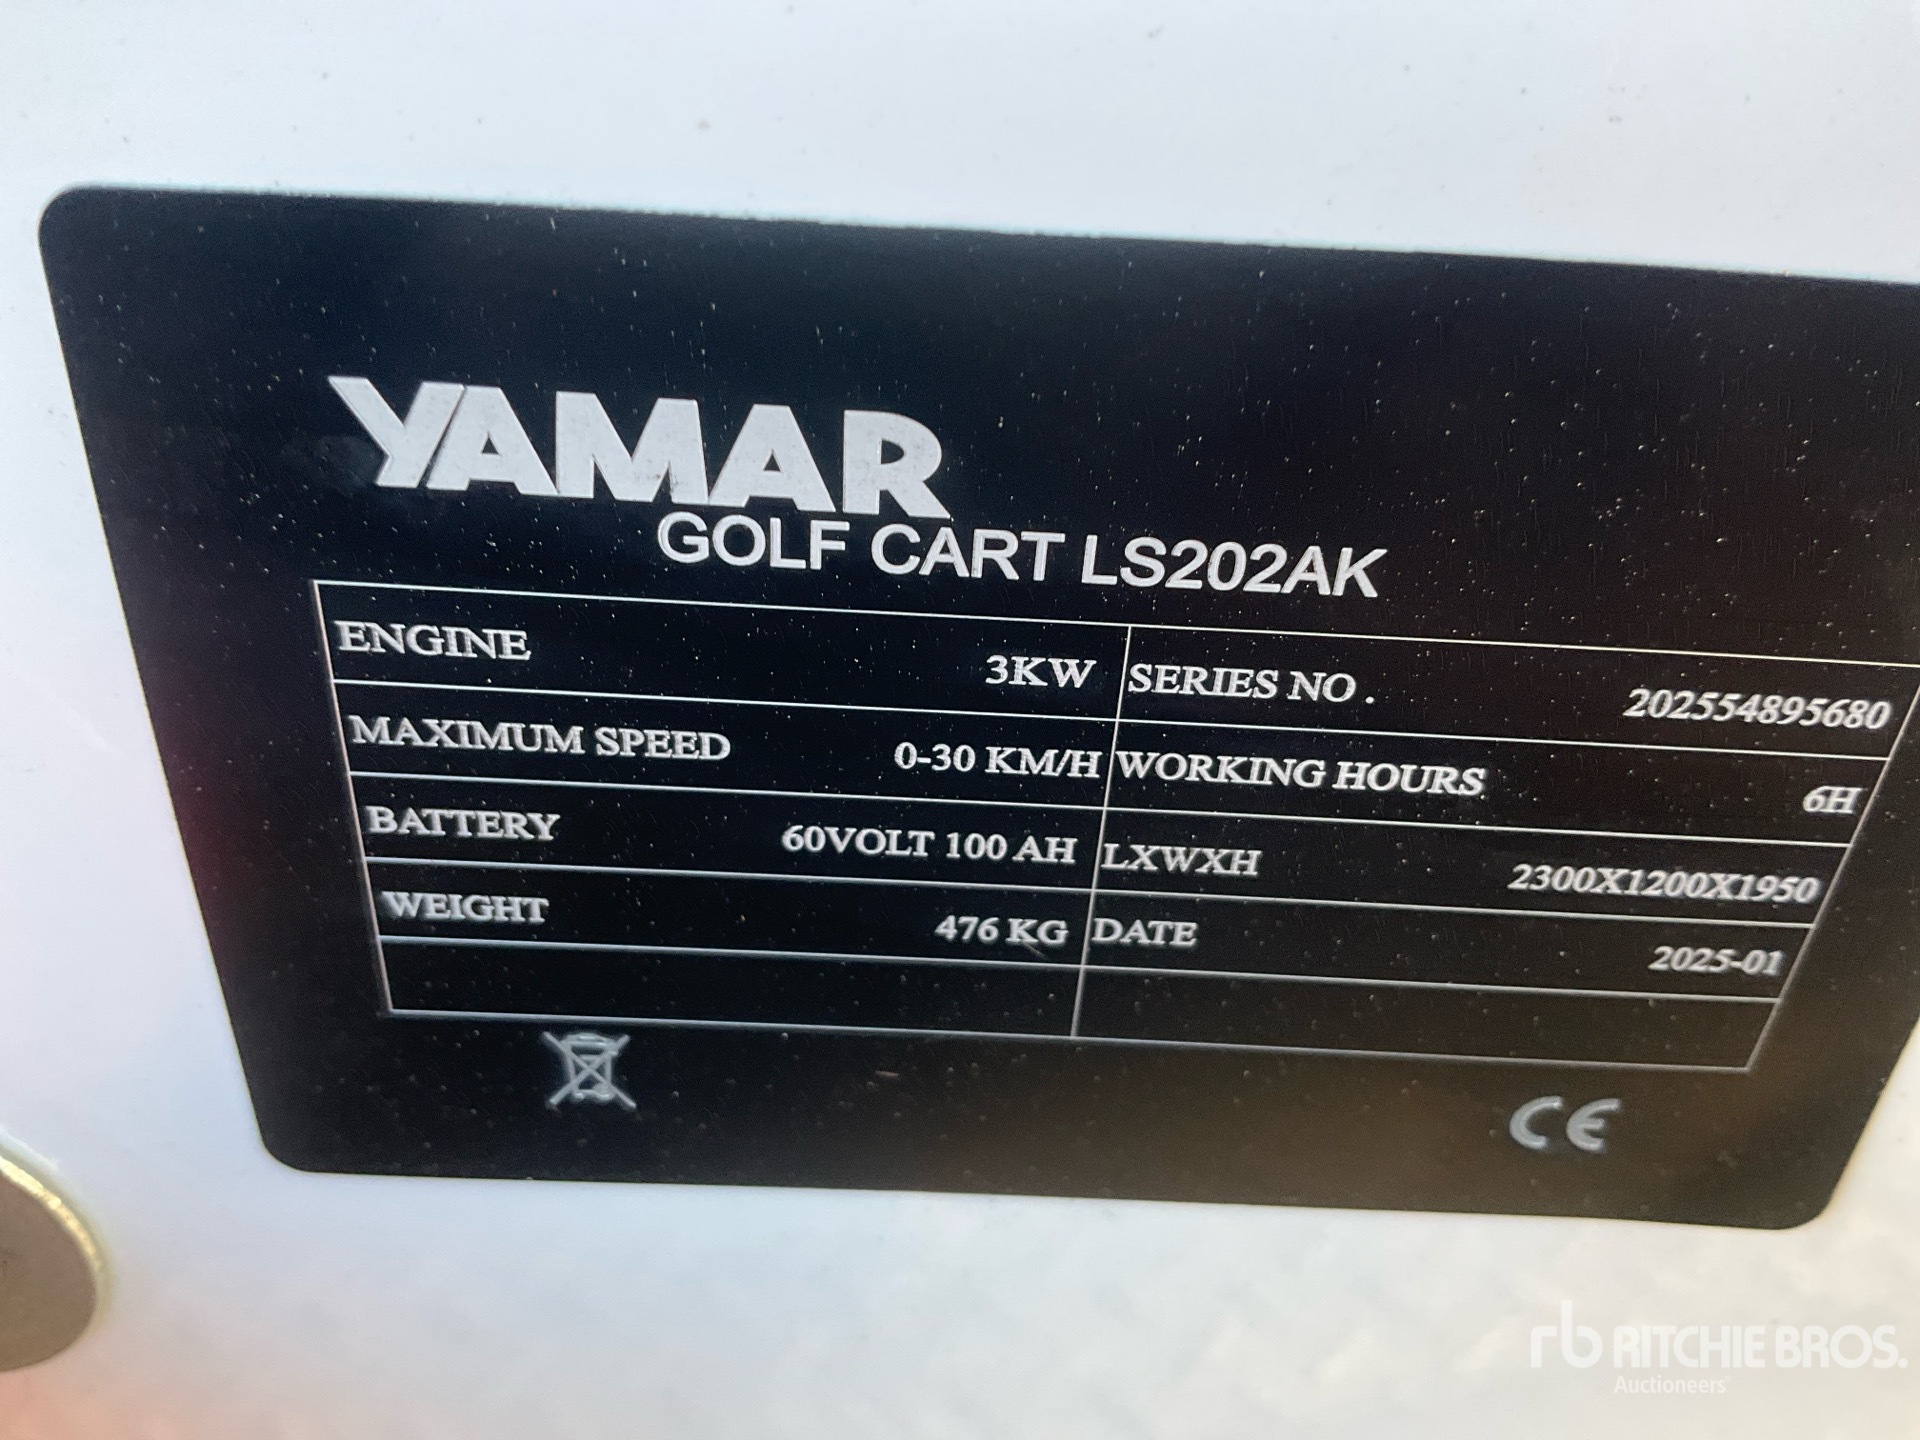 YAMAR
GOLF CART LS202AK
ENGINE 3KW SERIES NO. 202554895680
MAXIMUM SPEED 0-30 KM/H WORKING HOURS 6H
BATTERY 60VOLT 100 AH LXWXH 2300X1200X1950
WEIGHT 476 KG DATE 2025-01
CE
rb RITCHIE BROS.
Auctioneers